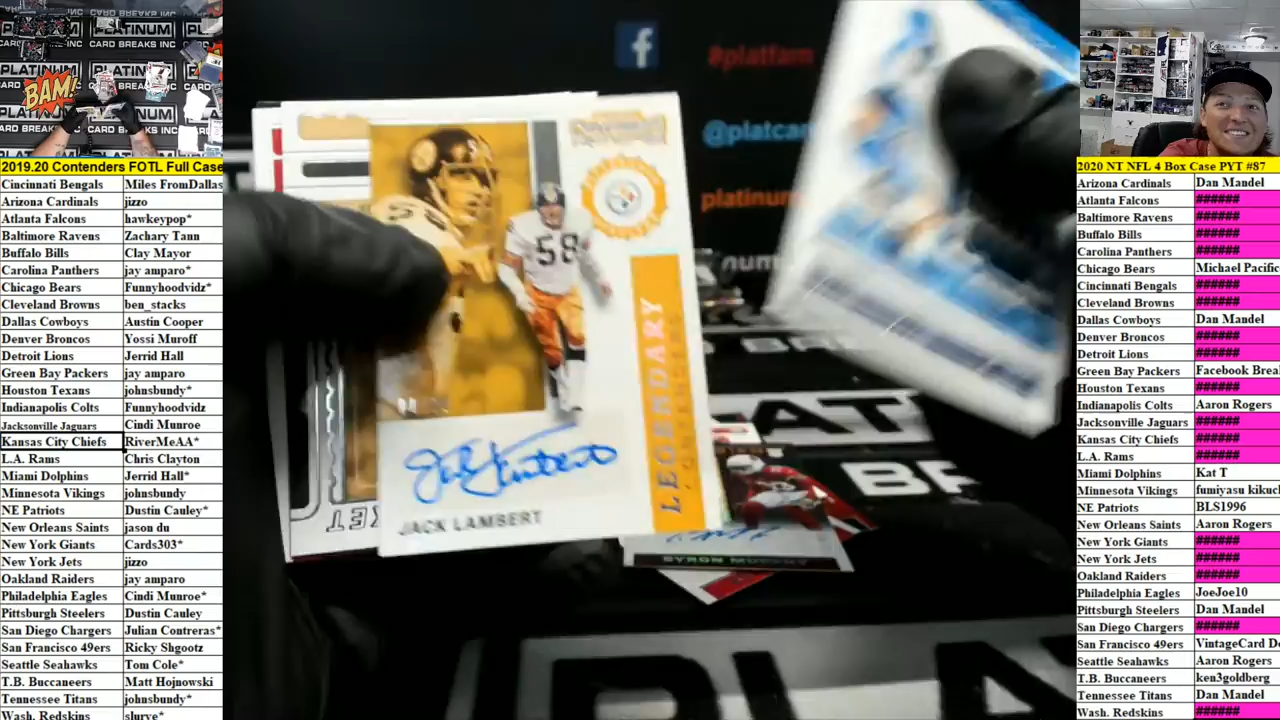 PLATINUM
CARD BREAKS INC
BAM!
2019.20 Contenders FOTL Full Case
Cincinnati Bengals Miles FromDallas
Arizona Cardinals jizzo
Atlanta Falcons hawkeypop*
Baltimore Ravens Zachary Tann
Buffalo Bills Clay Mayor
Carolina Panthers jay amparo*
Chicago Bears Funnyhoodvidz*
Cleveland Browns ben_stacks
Dallas Cowboys Austin Cooper
Denver Broncos Yossi Muroff
Detroit Lions Jerrid Hall
Green Bay Packers jay amparo
Houston Texans johnsbundy*
Indianapolis Colts Funnyhoodvidz
Jacksonville Jaguars Cindi Munroe
Kansas City Chiefs RiverMeAA*
L.A. Rams Chris Clayton
Miami Dolphins Jerrid Hall*
Minnesota Vikings johnsbundy
NE Patriots Dustin Cauley*
New Orleans Saints jason du
New York Giants Cards303*
New York Jets jizzo
Oakland Raiders jay amparo
Philadelphia Eagles Cindi Munroe*
Pittsburgh Steelers Dustin Cauley
San Diego Chargers Julian Contreras*
San Francisco 49ers Ricky Shgootz
Seattle Seahawks Tom Cole*
T.B. Buccaneers Matt Hojnowski
Tennessee Titans johnsbundy*
Wash. Redskins slurve*
#platfam
@platcar
platinum
58
LEGENDARY
JACK LAMBERT
BYRON MURPHY
2020 NT NFL 4 Box Case PYT #87
Arizona Cardinals Dan Mandel
Atlanta Falcons ######
Baltimore Ravens ######
Buffalo Bills ######
Carolina Panthers ######
Chicago Bears Michael Pacific
Cincinnati Bengals ######
Cleveland Browns ######
Dallas Cowboys Dan Mandel
Denver Broncos ######
Detroit Lions ######
Green Bay Packers Facebook Brea
Houston Texans ######
Indianapolis Colts Aaron Rogers
Jacksonville Jaguars ######
Kansas City Chiefs ######
L.A. Rams ######
Miami Dolphins Kat T
Minnesota Vikings fumiyasu kikuc
NE Patriots BLS1996
New Orleans Saints Aaron Rogers
New York Giants ######
New York Jets ######
Oakland Raiders ######
Philadelphia Eagles JoeJoe10
Pittsburgh Steelers Dan Mandel
San Diego Chargers ######
San Francisco 49ers VintageCard De
Seattle Seahawks Aaron Rogers
T.B. Buccaneers ken3goldberg
Tennessee Titans Dan Mandel
Wash. Redskins ######